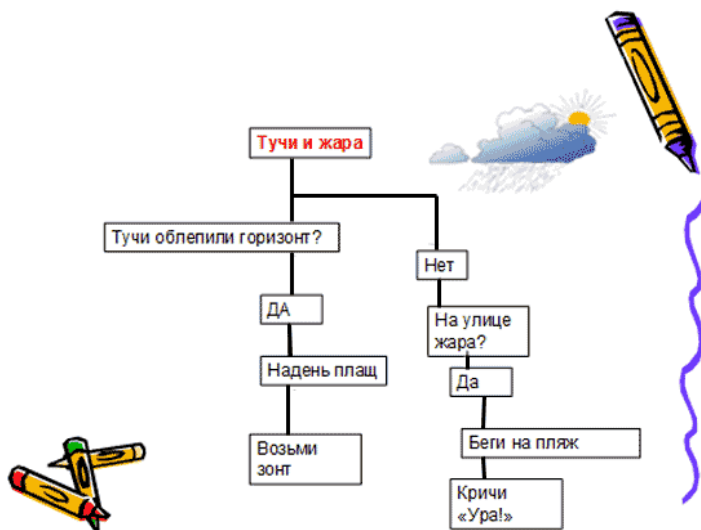 Тучи и жара
Тучи облепили горизонт?
ДА
Надень плащ
Возьми
зонт
Нет
На улице
жара?
Да
Беги на пляж
Кричи
«Ура!»